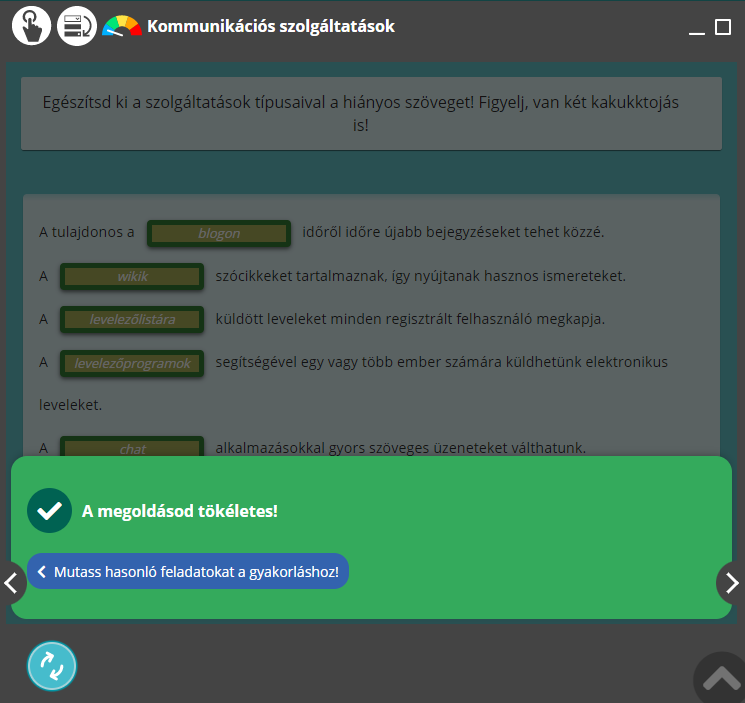 Kommunikációs szolgáltatások
Egészítsd ki a szolgáltatások típusaival a hiányos szöveget! Figyelj, van két kakukktojás
is!
A tulajdonos a blogon időről időre újabb bejegyzéseket tehet közzé.
A wikik szócikkeket tartalmaznak, így nyújtanak hasznos ismereteket.
A levelezőlistára küldött leveleket minden regisztrált felhasználó megkapja.
A levelezőprogramok segítségével egy vagy több ember számára küldhetünk elektronikus
leveleket.
A chat alkalmazásokkal gyors szöveges üzeneteket válthatunk.
A megoldásod tökéletes!
Mutass hasonló feladatokat a gyakorláshoz!